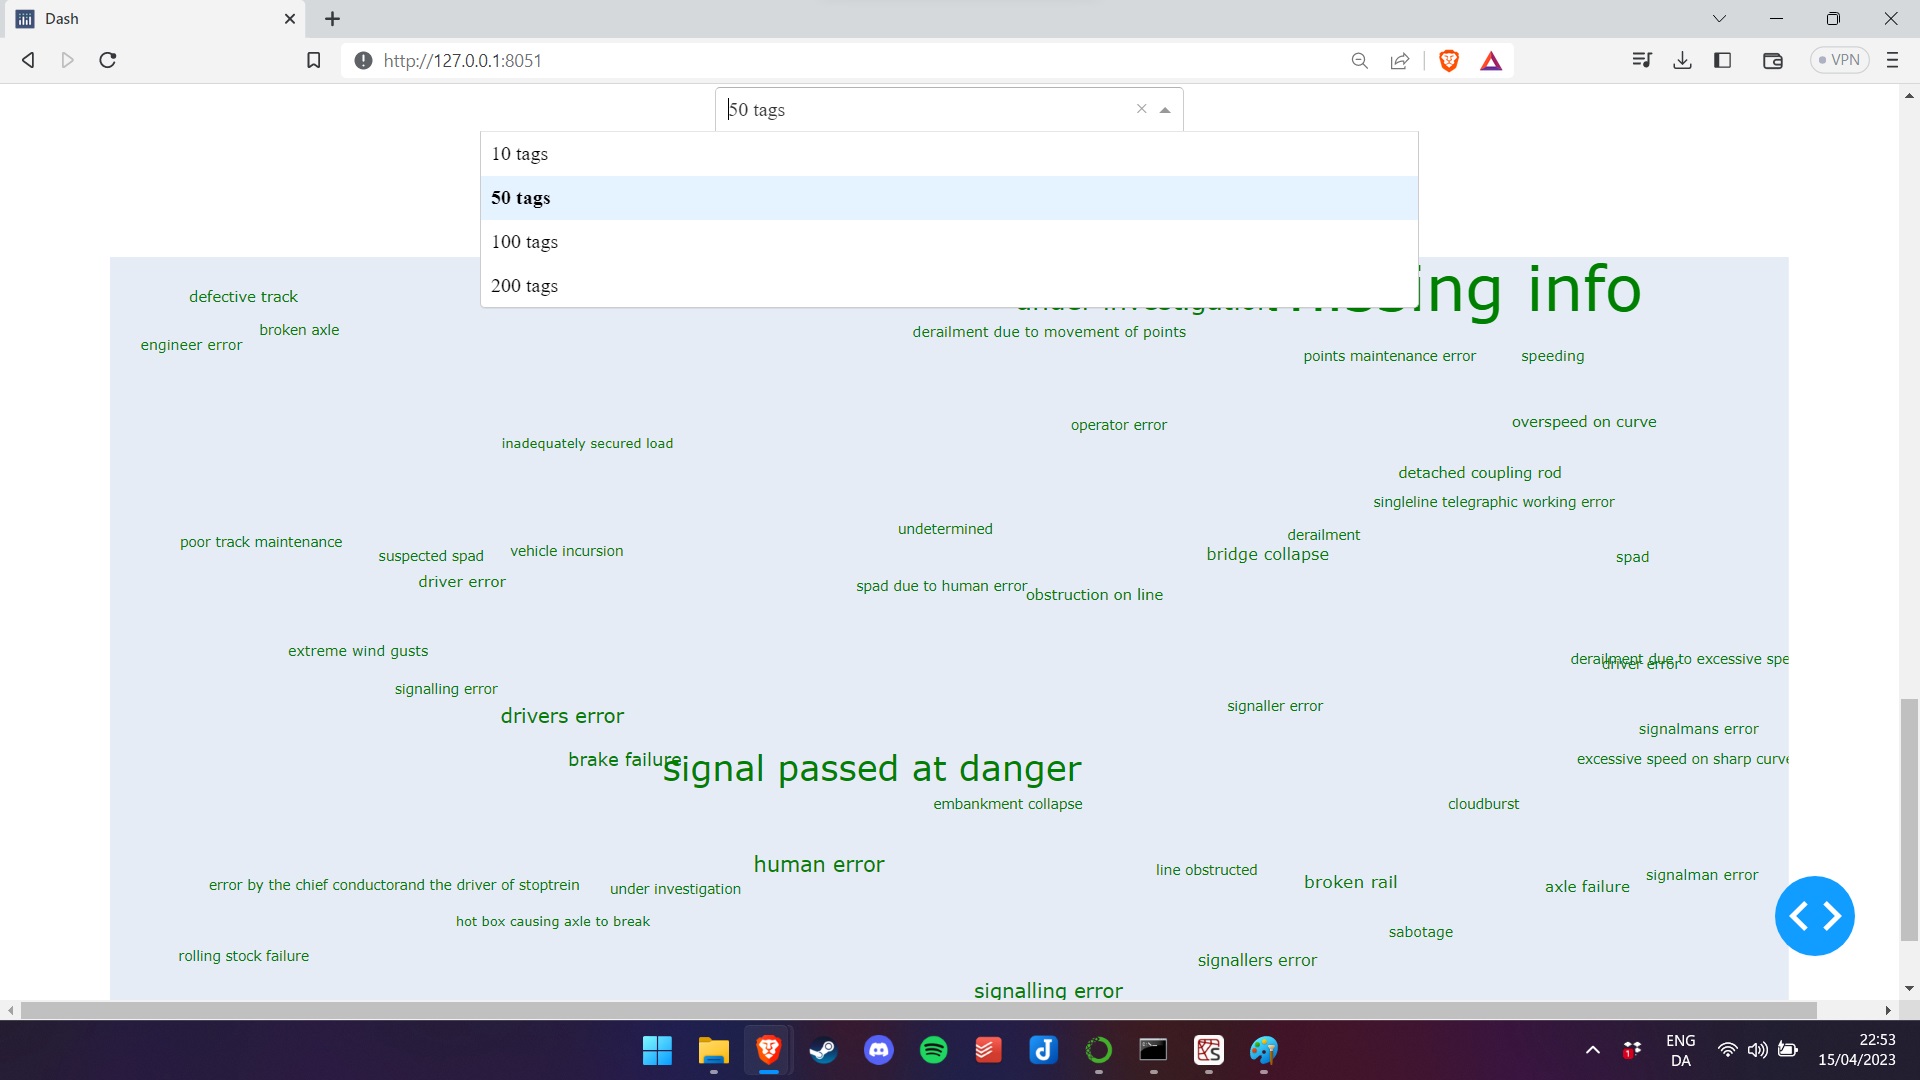 Dash
http://127.0.0.1:8051
VPN
50 tags
10 tags
50 tags
100 tags
200 tags
ing info
defective track
broken axle
derailment due to movement of points
engineer error
points maintenance error
speeding
overspeed on curve
operator error
inadequately secured load
detached coupling rod
singleline telegraphic working error
undetermined
derailment
poor track maintenance
vehicle incursion
suspected spad
bridge collapse
spad
driver error
spad due to human error
obstruction on line
extreme wind gusts
derailment due to excessive spe
driver error
signalling error
signaller error
drivers error
signalmans error
brake failure
signal passed at danger
excessive speed on sharp curve
embankment collapse
cloudburst
human error
line obstructed
signalman error
broken rail
error by the chief conductorand the driver of stoptrein
under investigation
axle failure
hot box causing axle to break
sabotage
rolling stock failure
signallers error
signalling error
1
ENG
DA
22:53
15/04/2023